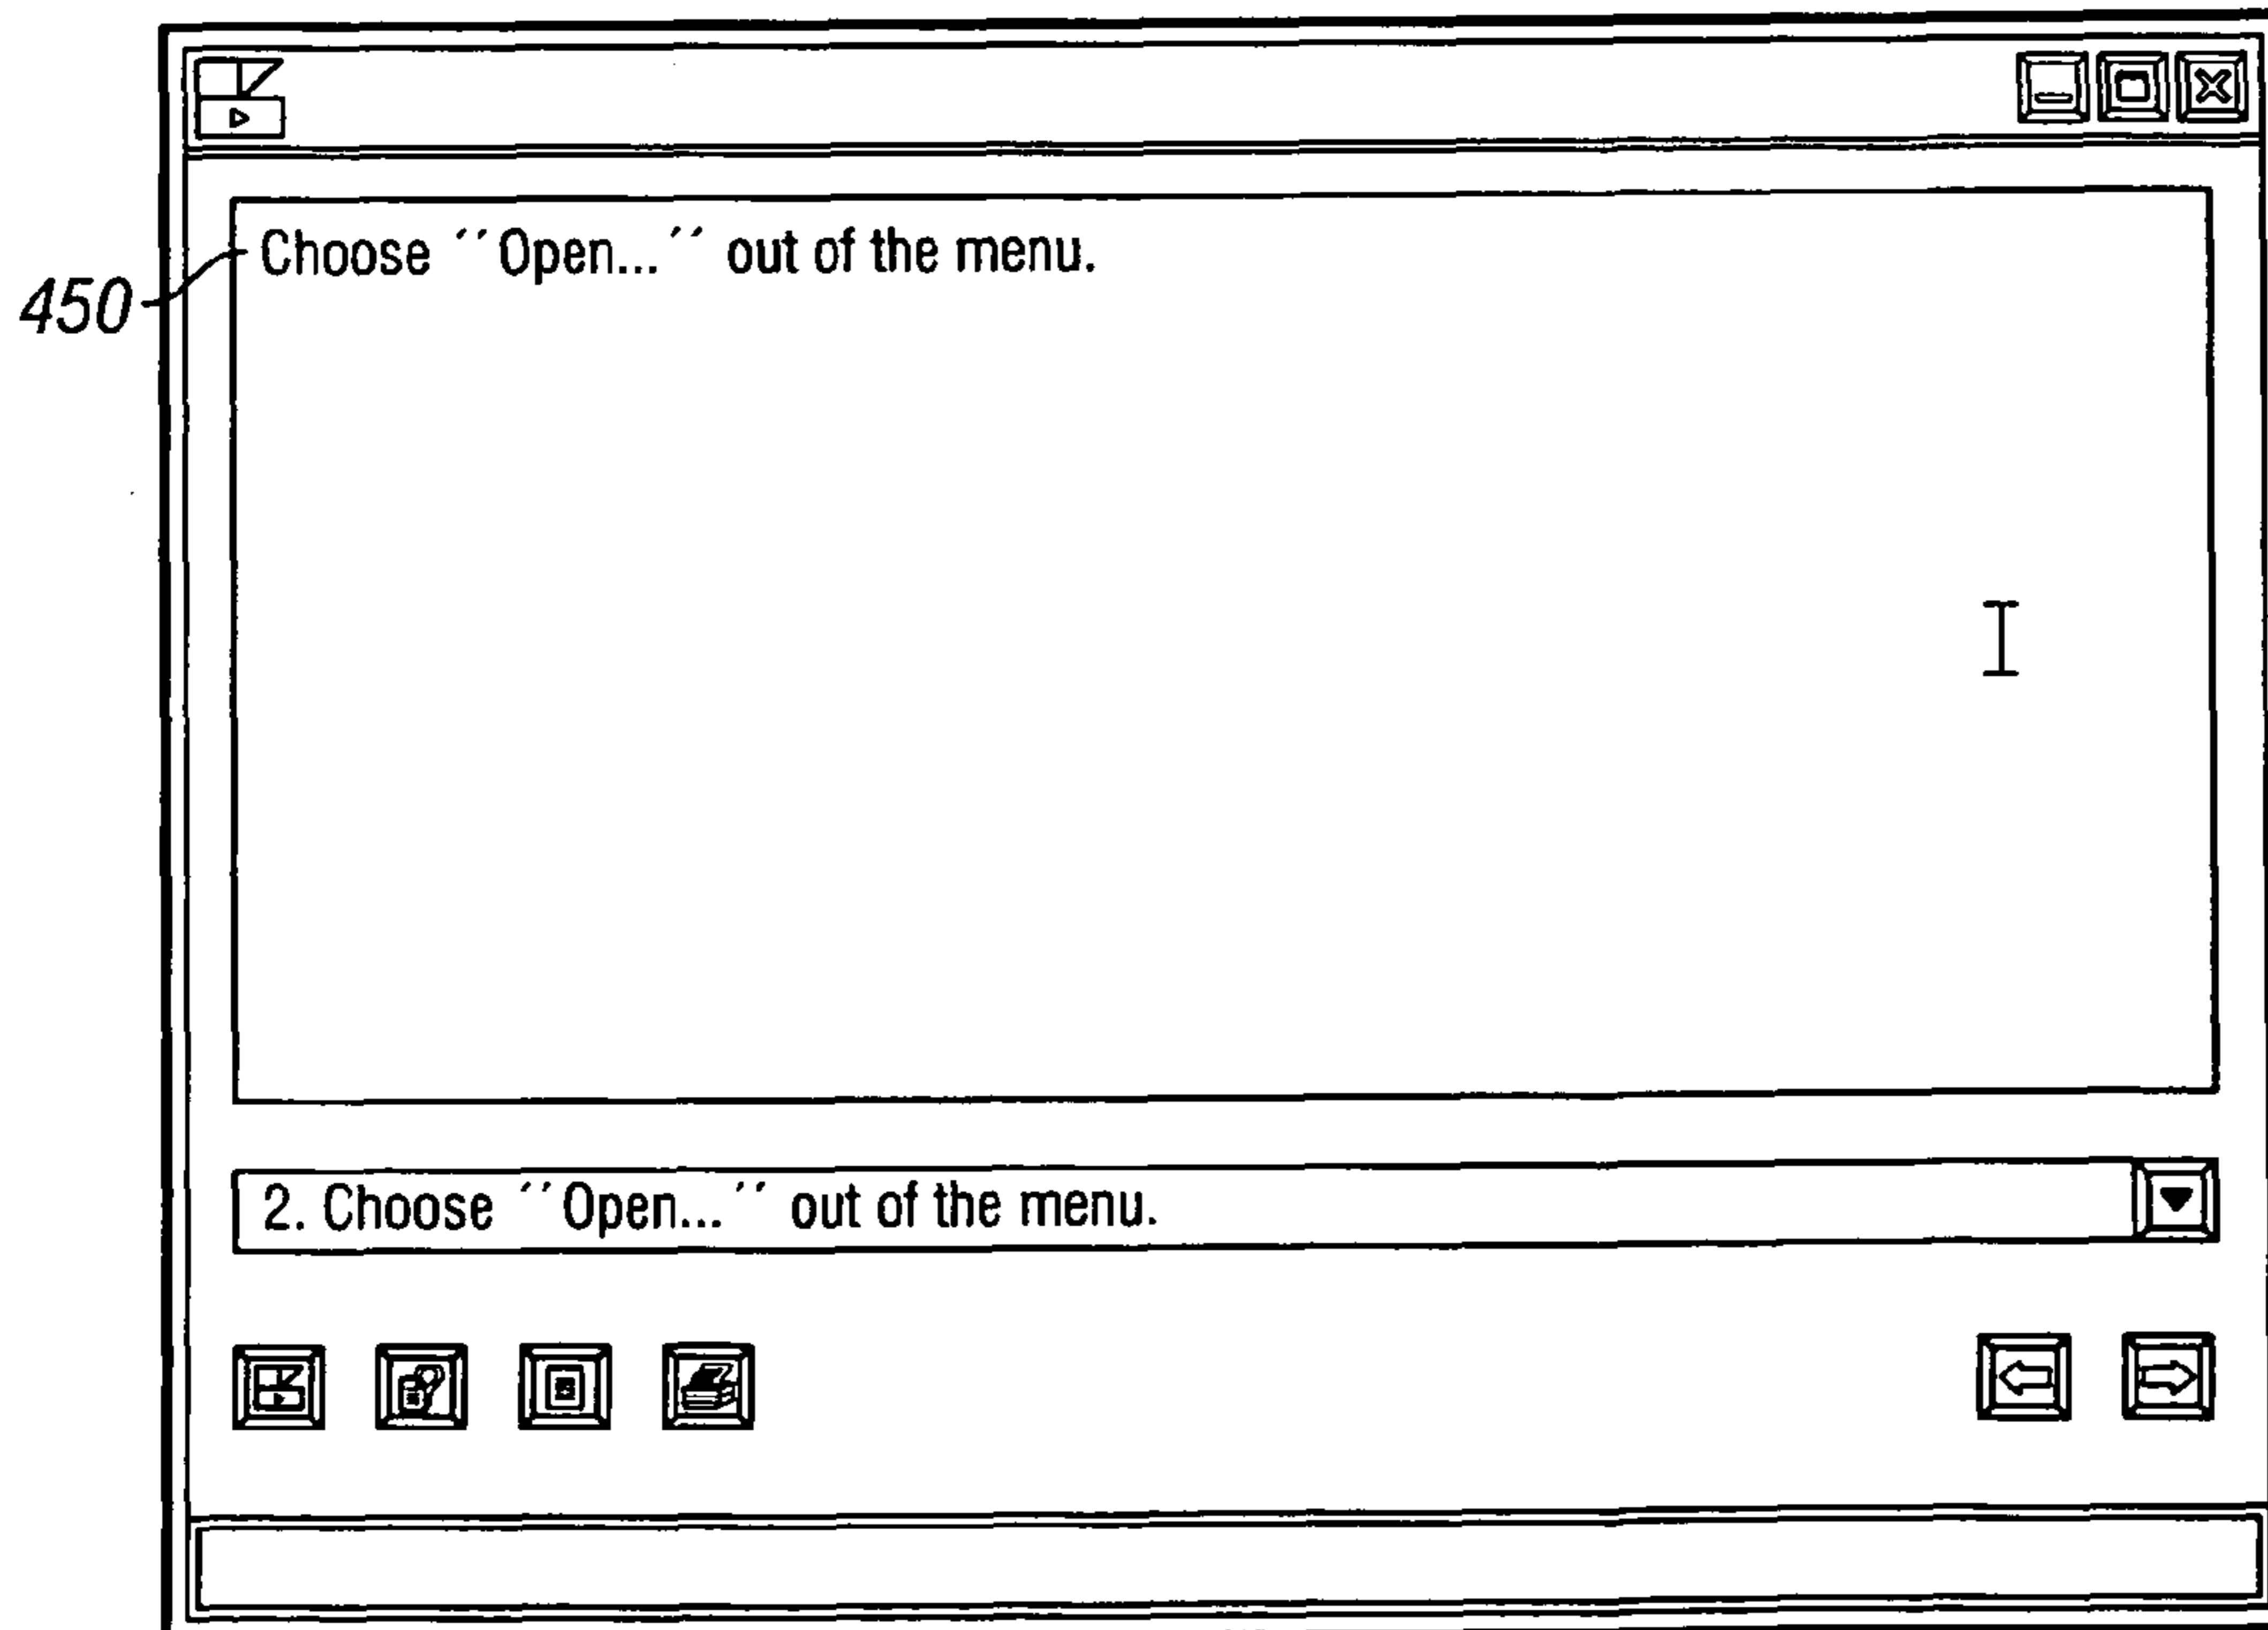 Choose ´´Open...´´ out of the menu.
450
2. Choose ´´Open...´´ out of the menu.